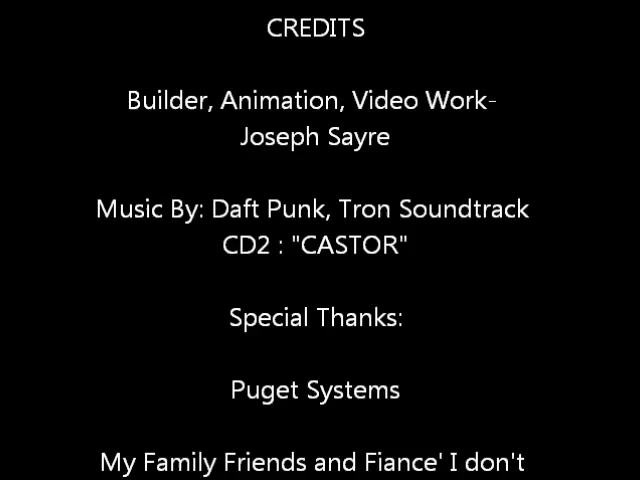 CREDITS
Builder, Animation, Video Work-
Joseph Sayre
Music By: Daft Punk, Tron Soundtrack
CD2 : "CASTOR"
Special Thanks:
Puget Systems
My Family Friends and Fiance' I don't